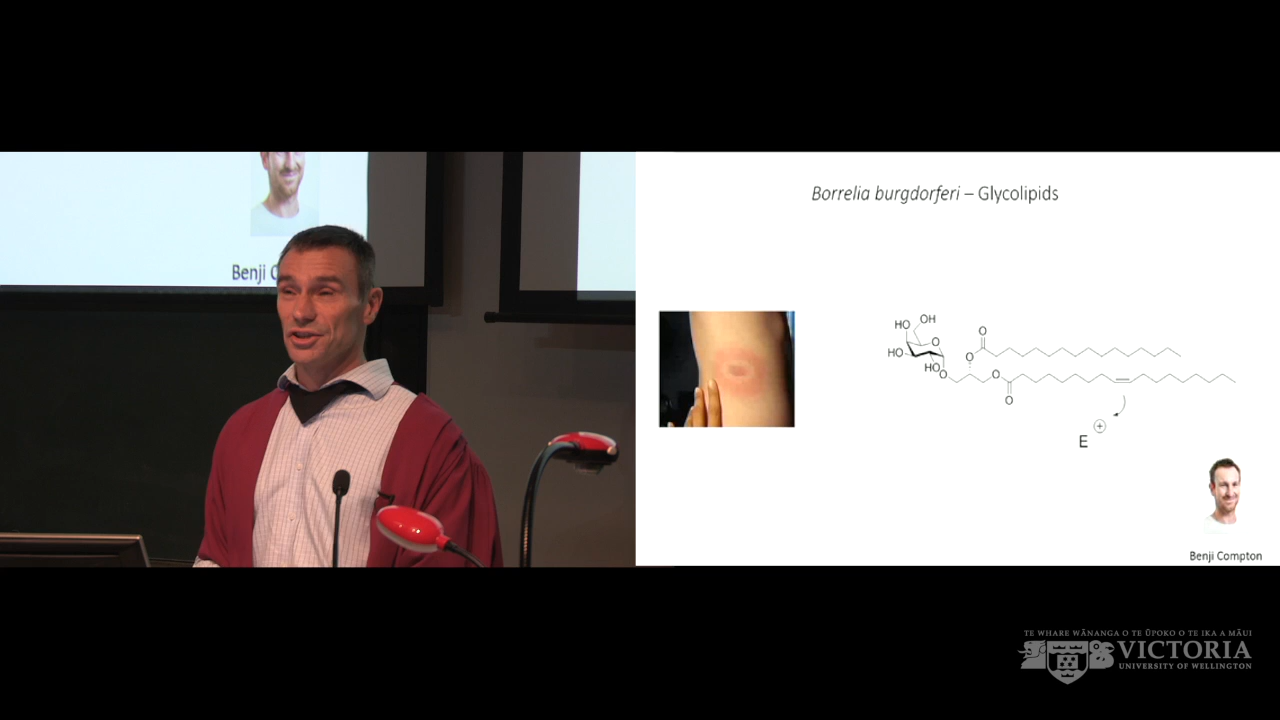 Benji C
Borrelia burgdorferi – Glycolipids
OH
HO
O
HO
HO
O
O
O
O
O
E
+
Benji Compton
TE WHARE WĀNANGA O TE ŪPOKO O TE IKA A MĀUI
VICTORIA
UNIVERSITY OF WELLINGTON